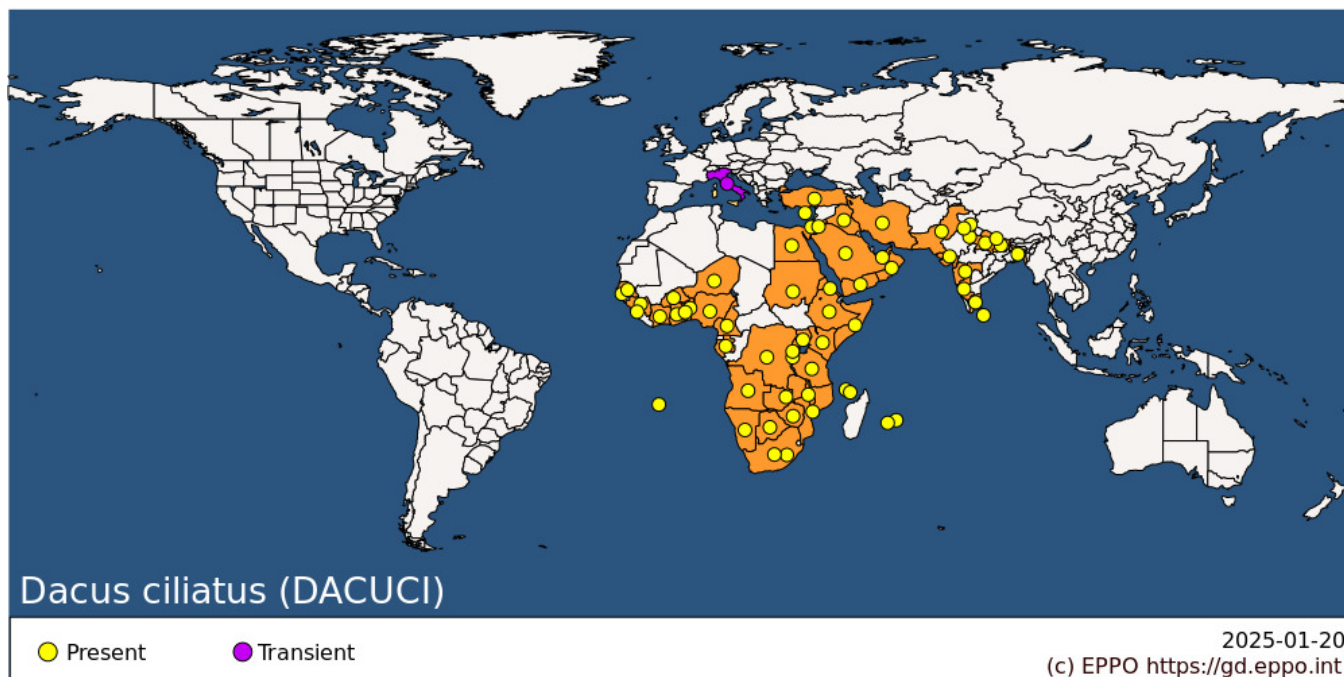 Dacus ciliatus (DACUCI)
Present
Transient
2025-01-20
(c) EPPO https://gd.eppo.int